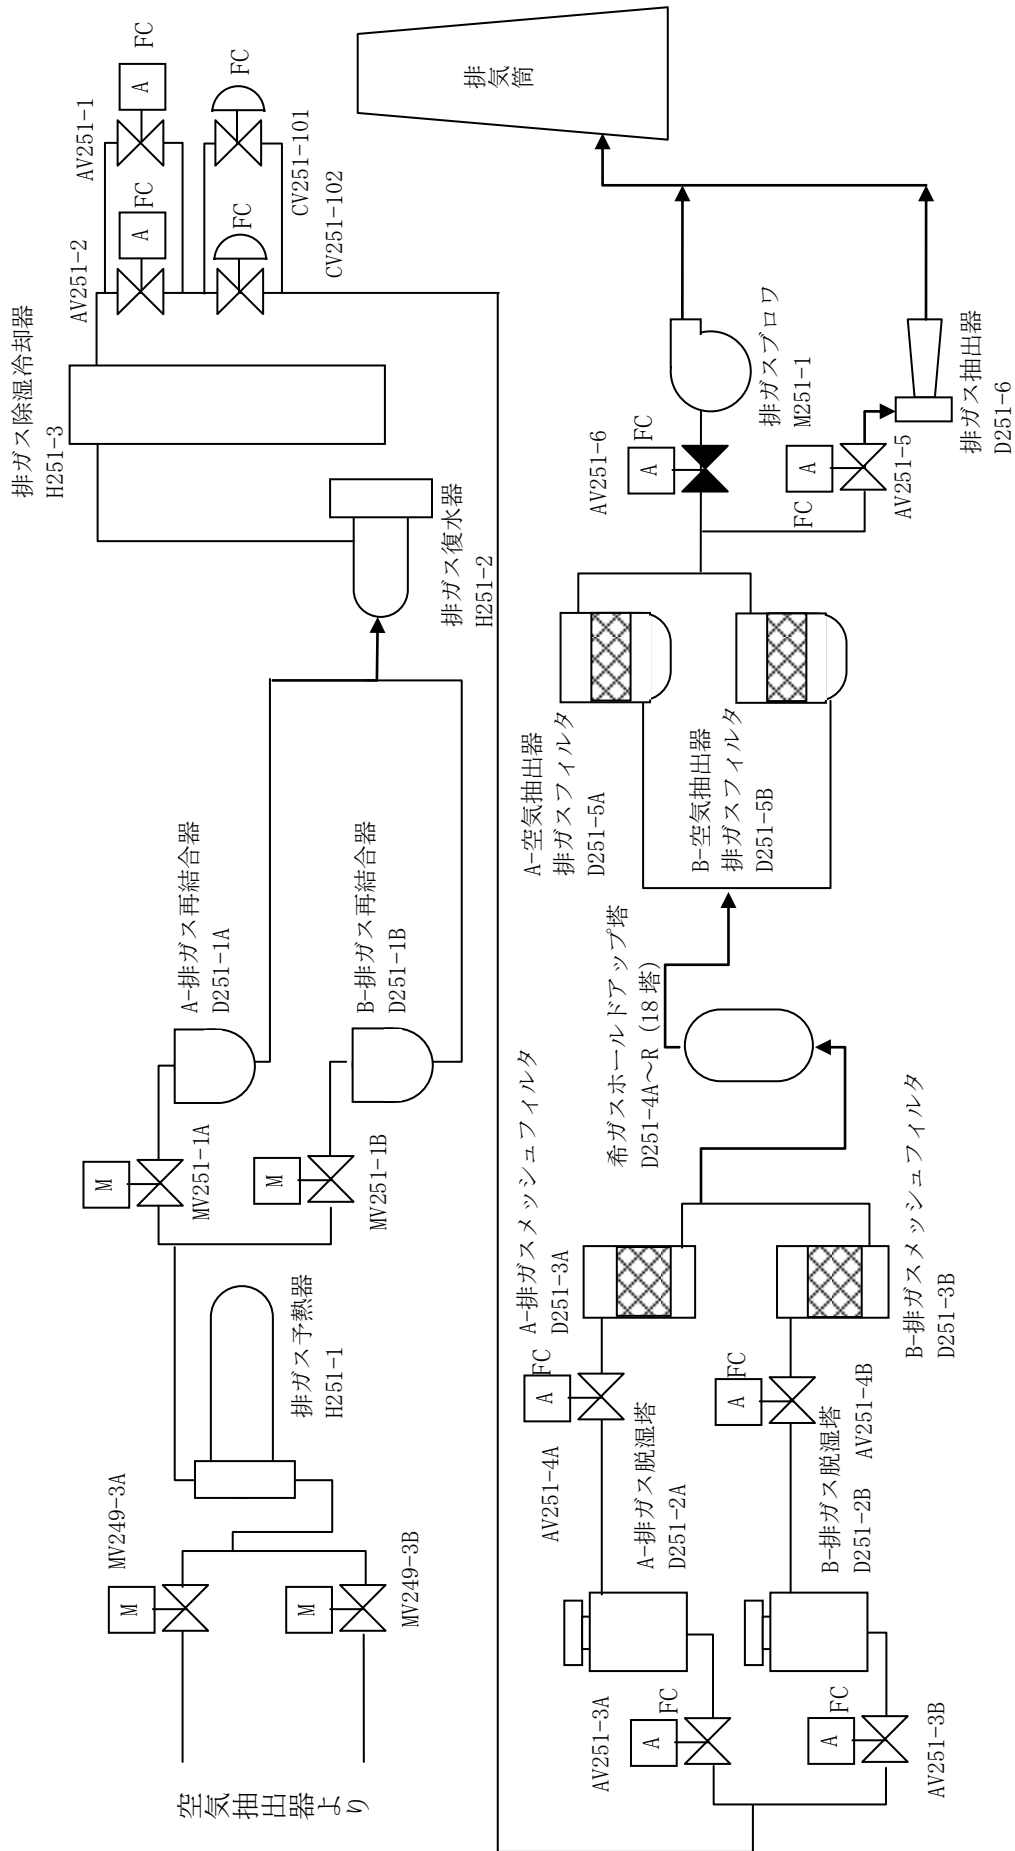 空気抽出器より
M
MV249-3A
M
MV249-3B
排ガス予熱器
H251-1
M
MV251-1A
M
MV251-1B
A-排ガス再結合器
D251-1A
B-排ガス再結合器
D251-1B
排ガス復水器
H251-2
排ガス除湿冷却器
H251-3
AV251-2
A
FC
AV251-1
A
FC
FC
CV251-102
FC
CV251-101
AV251-3A
A
FC
A
FC
AV251-3B
A-排ガス脱湿塔
D251-2A
B-排ガス脱湿塔
D251-2B
AV251-4A
A
FC
A
FC
AV251-4B
A-排ガスメッシュフィルタ
D251-3A
B-排ガスメッシュフィルタ
D251-3B
希ガスホールドアップ塔
D251-4A～R (18 塔)
A-空気抽出器
排ガスフィルタ
D251-5A
B-空気抽出器
排ガスフィルタ
D251-5B
AV251-6
A
FC
FC
A
AV251-5
排ガスブロワ
M251-1
排ガス抽出器
D251-6
排気筒